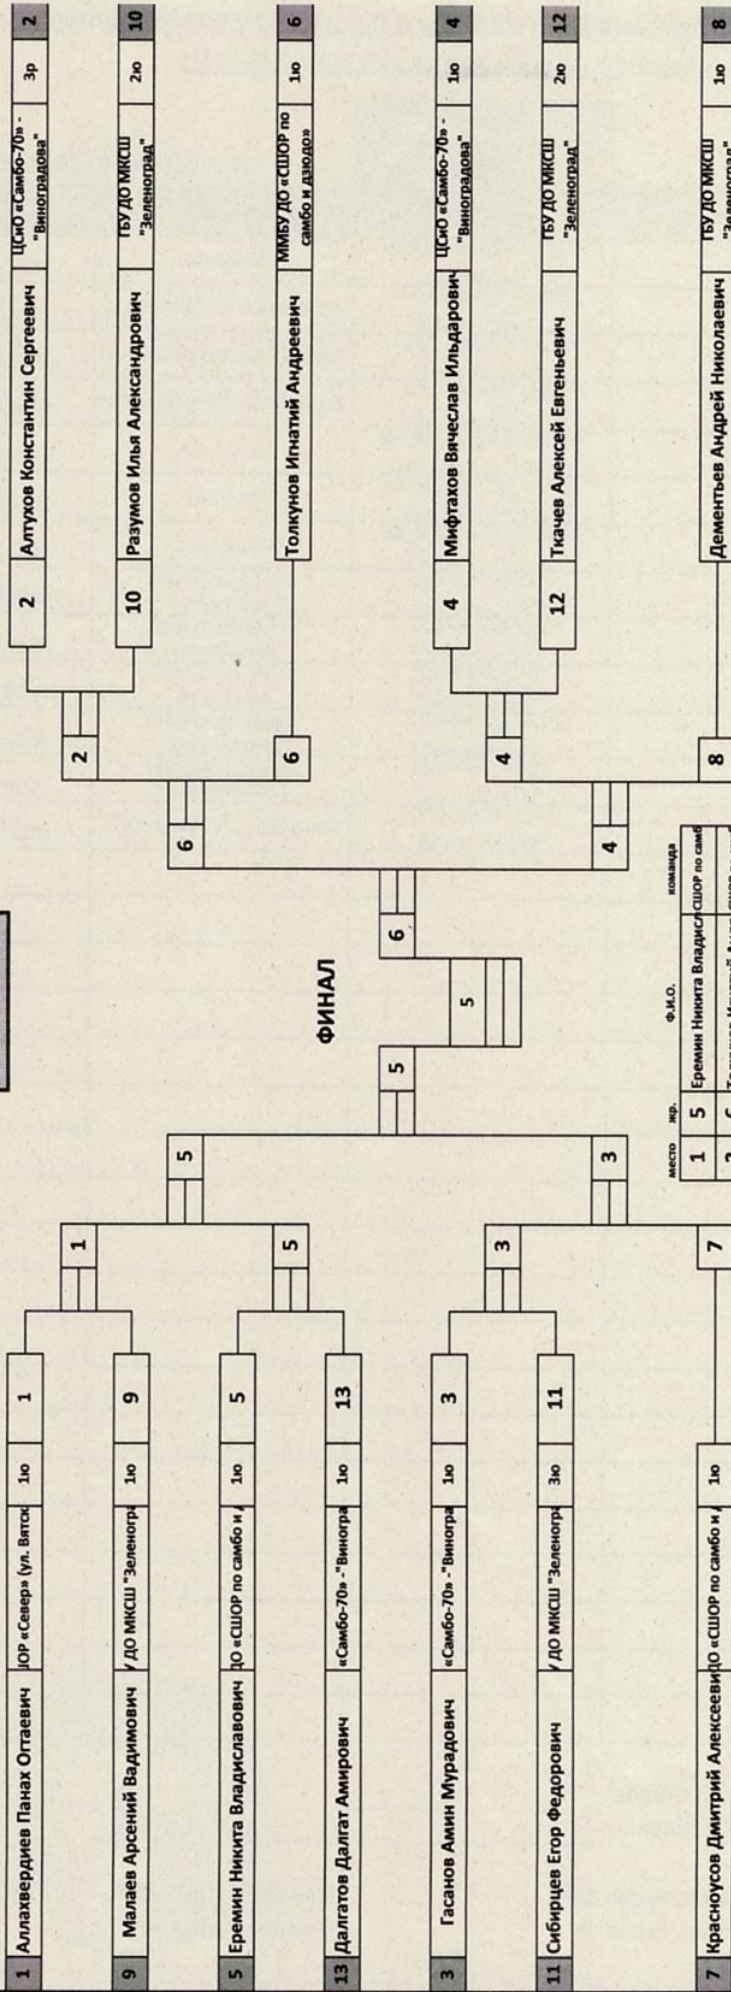 1 Аллахвердиев Панах Оггаевич ЮР «Север» (ул. Вятск 1ю 1
9 Малаев Арсений Вадимович У ДО МКСШ "Зеленогра 1ю 9
5 Еремин Никита Владиславович ДО «СШОР по самбо и 1ю 5
13 Далгатов Далгат Амирович «Самбо-70» -"Виногра 1ю 13
3 Гасанов Амин Мурадович «Самбо-70» -"Виногра 1ю 3
11 Сибирцев Егор Федорович У ДО МКСШ "Зеленогра 3ю 11
7 Красноусов Дмитрий Алексееви ДО «СШОР по самбо и 1ю
1
5
3
7
5
3
ФИНАЛ
5
5
6
6
4
2
6
4
8
2 Алтухов Константин Сергеевич ЦСиО «Самбо-70» - 3р 2
"Виноградова"
10 Разумов Илья Александрович ГБУ ДО МКСШ 2ю 10
"Зеленоград"
Толкунов Игнатий Андреевич ММБУ ДО «СШОР по 1ю 6
самбо и дзюдо»
4 Мифтахов Вячеслав Ильдарович ЦСиО «Самбо-70» - 1ю 4
"Виноградова"
12 Ткачев Алексей Евгеньевич ГБУ ДО МКСШ 2ю 12
"Зеленоград"
Дементьев Андрей Николаевич ГБУ ДО МКСШ 1ю 8
"Зеленоград"
место жр. Ф.И.О. команда
1 5 Еремин Никита Владисл СШОР по самб